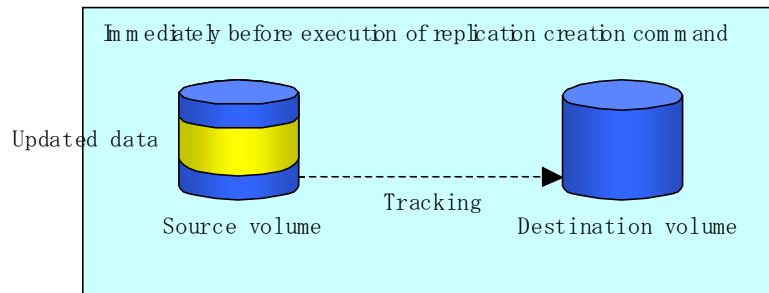 Immediately before execution of replication creation command
Updated data
Tracking
Source volume
Destination volume